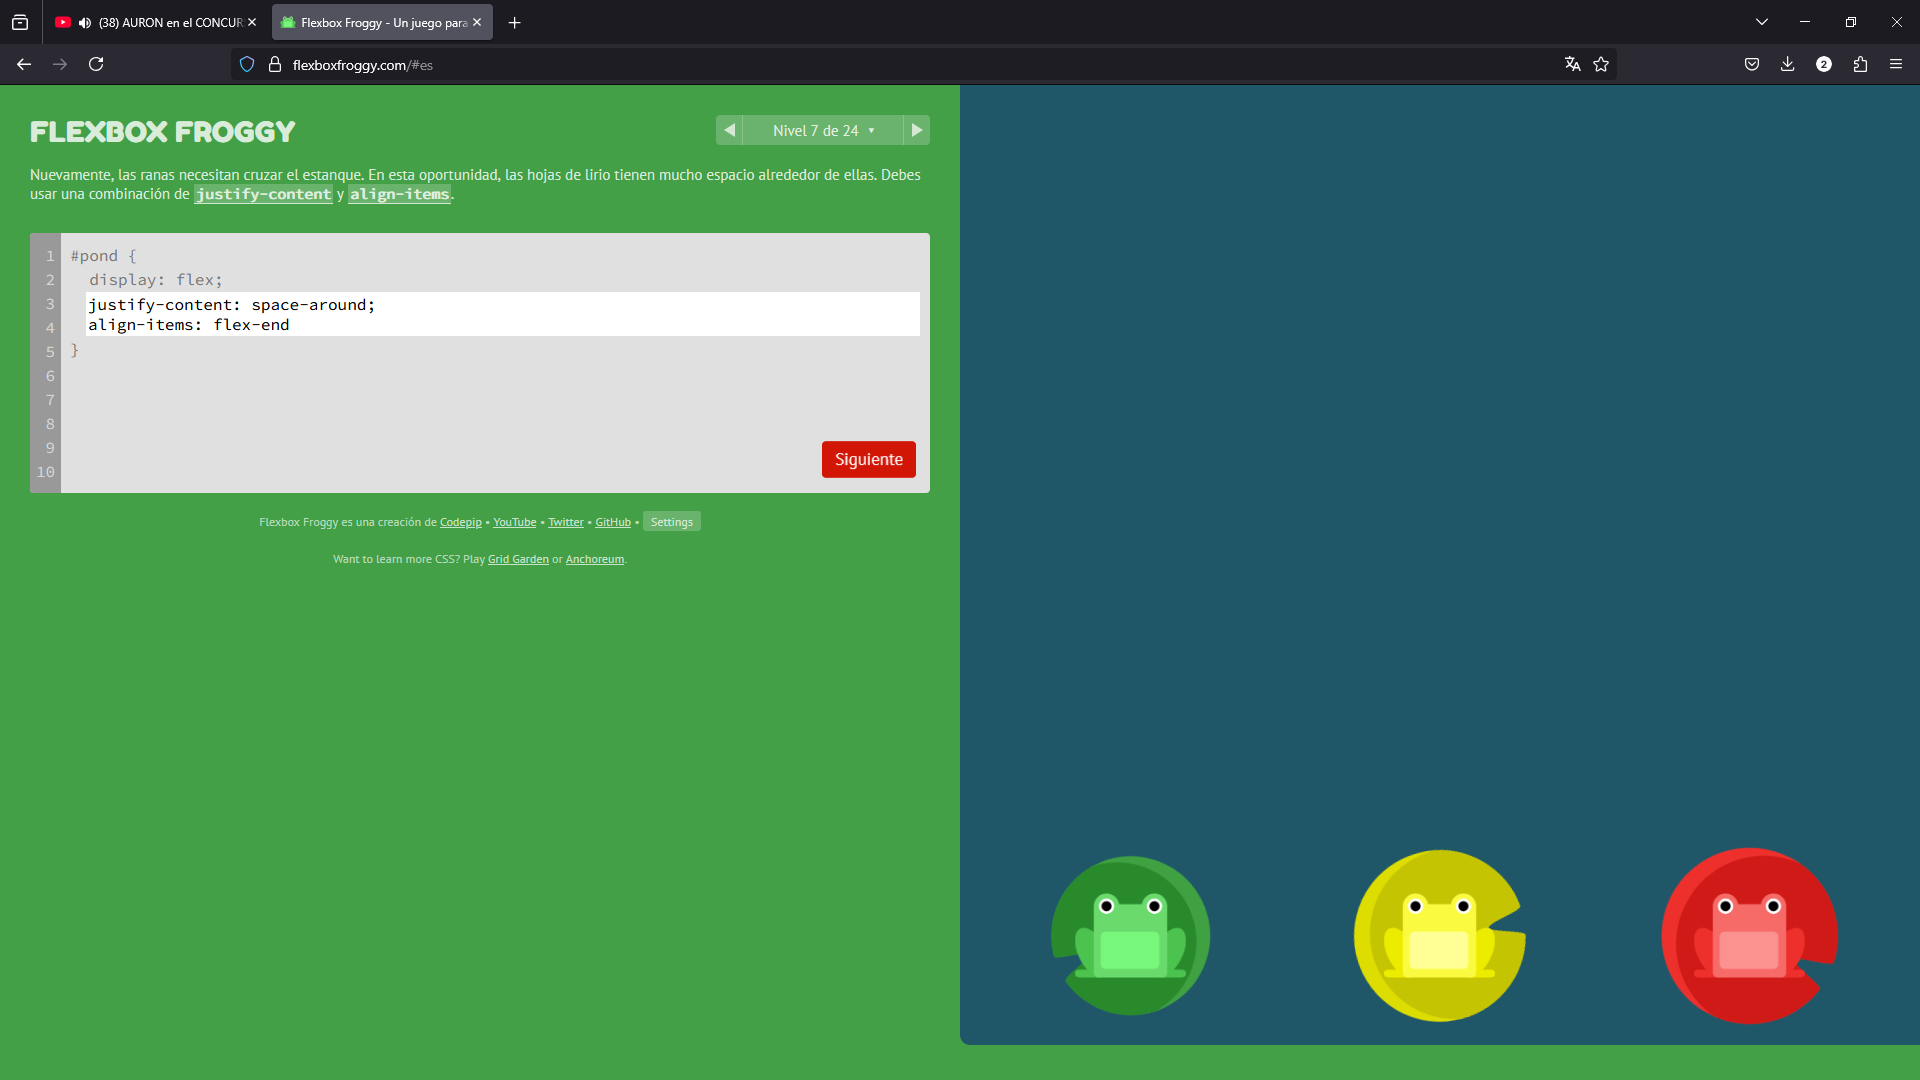 (38) AURON en el CONCUR
Flexbox Froggy - Un juego para
flexboxfroggy.com/#es
2
FLEXBOX FROGGY
Nivel 7 de 24 ▼
Nuevamente, las ranas necesitan cruzar el estanque. En esta oportunidad, las hojas de lirio tienen mucho espacio alrededor de ellas. Debes
usar una combinación de justify-content y align-items.
1 #pond {
2 display: flex;
3 justify-content: space-around;
4 align-items: flex-end
5 }
6
7
8
9
10
Siguiente
Flexbox Froggy es una creación de Codepip • YouTube • Twitter • GitHub • Settings
Want to learn more CSS? Play Grid Garden or Anchoreum.